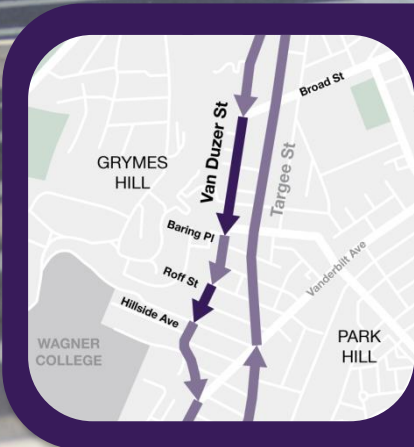 Broad St
Van Duzer St
Targee St
GRYMES
HILL
Baring Pl
Roff St
Vanderbilt Ave
Hillside Ave
WAGNER
COLLEGE
PARK
HILL